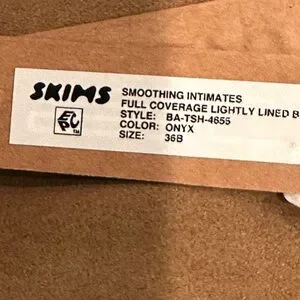 SKIMS
SMOOTHING INTIMATES
FULL COVERAGE LIGHTLY LINED B
STYLE: BA-TSH-4655
COLOR: ONYX
SIZE: 36B